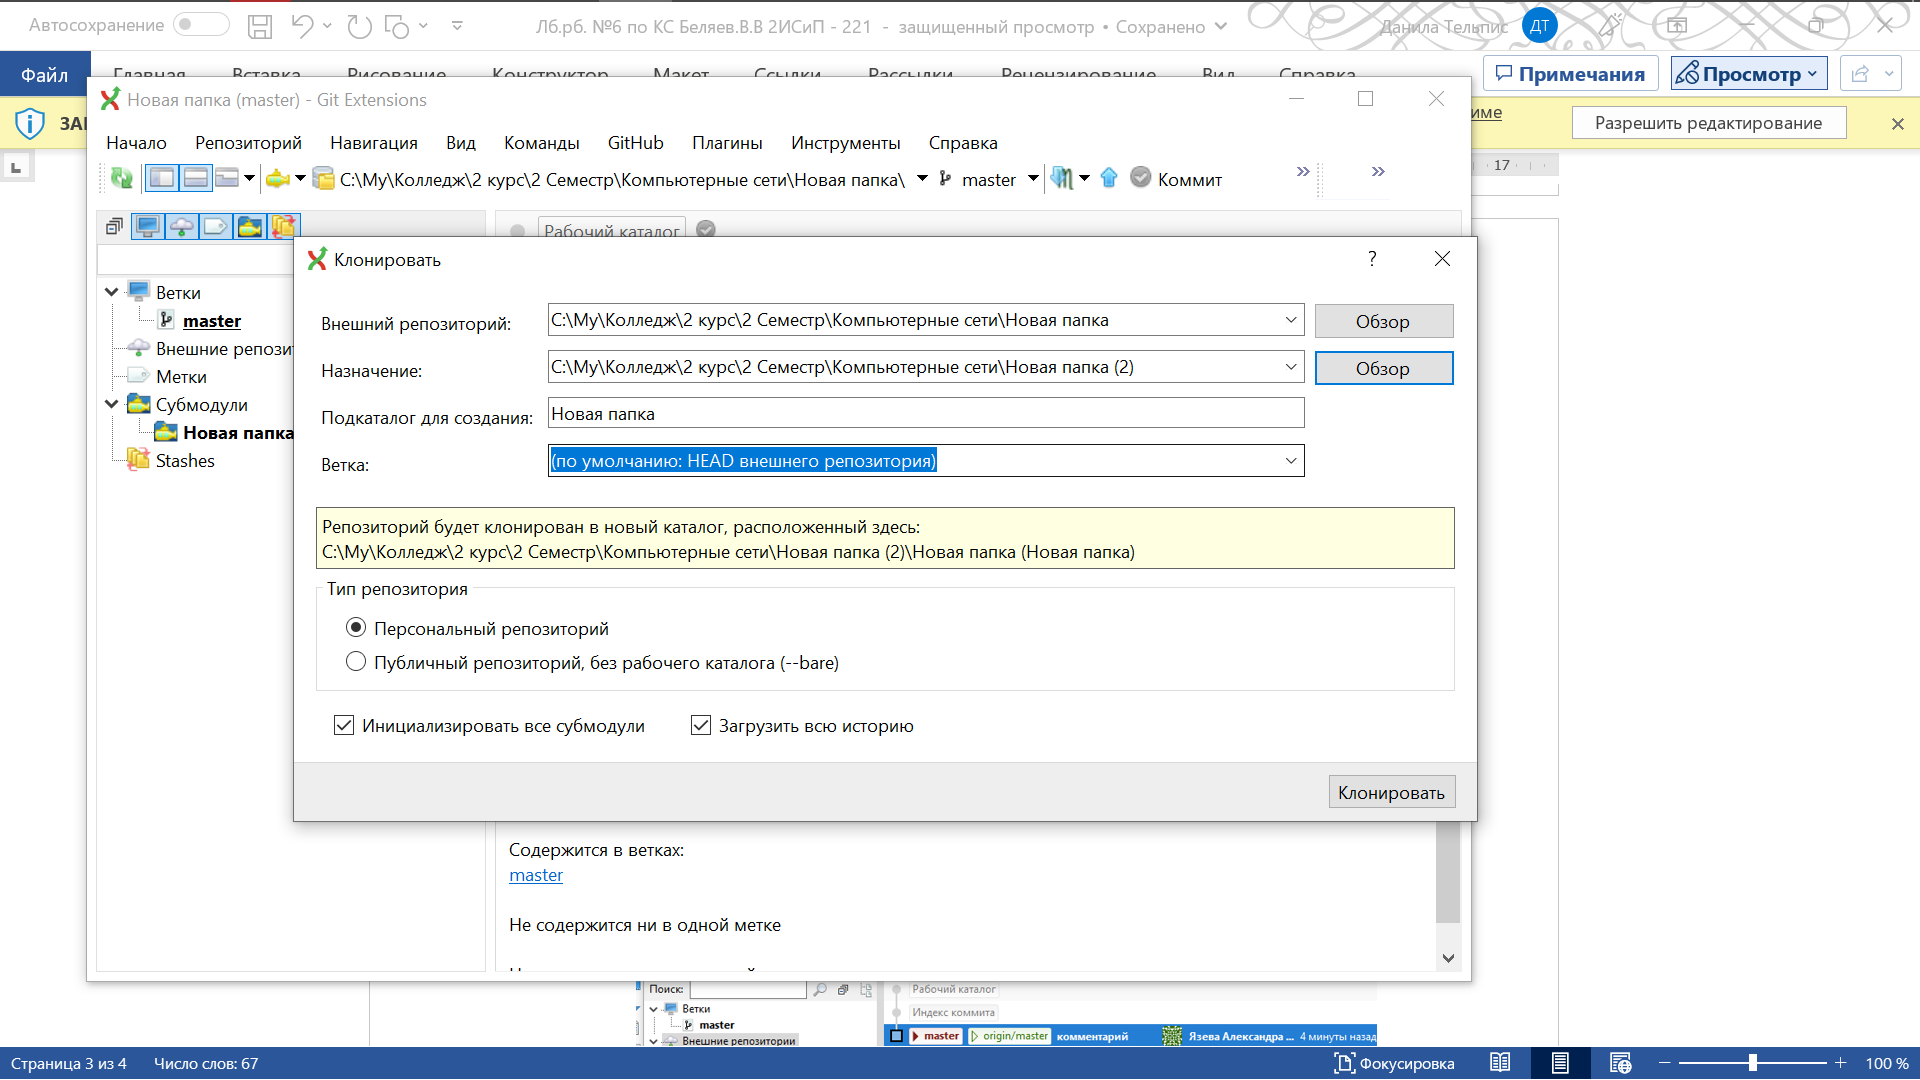 Автосохранение
Лб.рб. №6 по КС Беляев.В.В 2ИСиП - 221 - защищенный просмотр • Сохранено
Данила Тельпис
ДТ
Файл
Главная Вставка Рисование Конструктор Макет Ссылки Рассылки Рецензирование Вид Справка
Примечания
Просмотр
Разрешить редактирование
17
Новая папка (master) - Git Extensions
Начало Репозиторий Навигация Вид Команды GitHub Плагины Инструменты Справка
C:\My\Колледж\2 курс\2 Семестр\Компьютерные сети\Новая папка\
master
Коммит
Рабочий каталог
Ветки
master
Внешние репози
Метки
Субмодули
Новая папка
Stashes
Клонировать
?
Внешний репозиторий:
C:\My\Колледж\2 курс\2 Семестр\Компьютерные сети\Новая папка
Обзор
Назначение:
C:\My\Колледж\2 курс\2 Семестр\Компьютерные сети\Новая папка (2)
Обзор
Подкаталог для создания:
Новая папка
Ветка:
(по умолчанию: HEAD внешнего репозитория)
Репозиторий будет клонирован в новый каталог, расположенный здесь:
C:\My\Колледж\2 курс\2 Семестр\Компьютерные сети\Новая папка (2)\Новая папка (Новая папка)
Тип репозитория
Персональный репозиторий
Публичный репозиторий, без рабочего каталога (--bare)
Инициализировать все субмодули
Загрузить всю историю
Клонировать
Содержится в ветках:
master
Не содержится ни в одной метке
Поиск:
Ветки
master
Внешние репозитории
Рабочий каталог
Индекс коммита
master
origin/master
комментарий
Язева Александра ...
4 минуты назад
Страница 3 из 4
Число слов: 67
Фокусировка
100 %